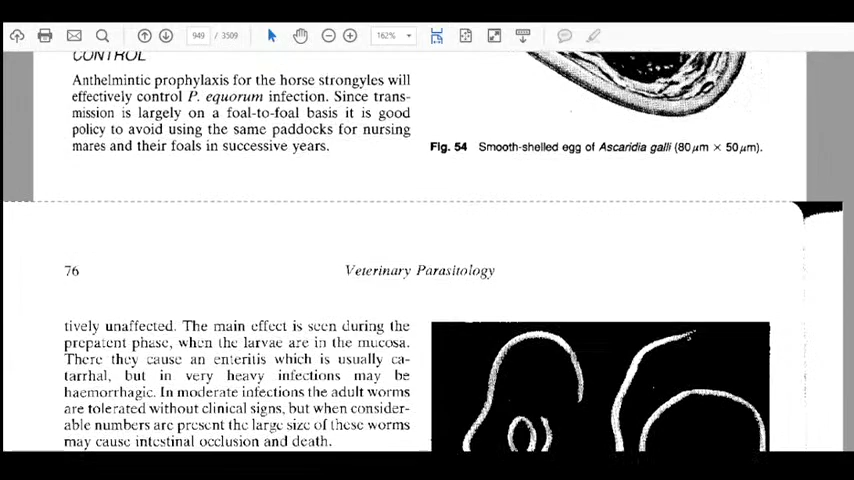 949 / 3509
162%
CONTROL
Anthelmintic prophylaxis for the horse strongyles will
effectively control P. equorum infection. Since trans-
mission is largely on a foal-to-foal basis it is good
policy to avoid using the same paddocks for nursing
mares and their foals in successive years.
Fig. 54 Smooth-shelled egg of Ascaridia galli (80µm × 50µm).
76
Veterinary Parasitology
tively unaffected. The main effect is seen during the
prepatent phase, when the larvae are in the mucosa.
There they cause an enteritis which is usually ca-
tarrhal, but in very heavy infections may be
haemorrhagic. In moderate infections the adult worms
are tolerated without clinical signs, but when consider-
able numbers are present the large size of these worms
may cause intestinal occlusion and death.